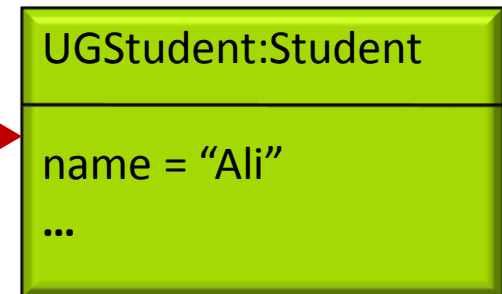 UGStudent:Student
name = “Ali”
…